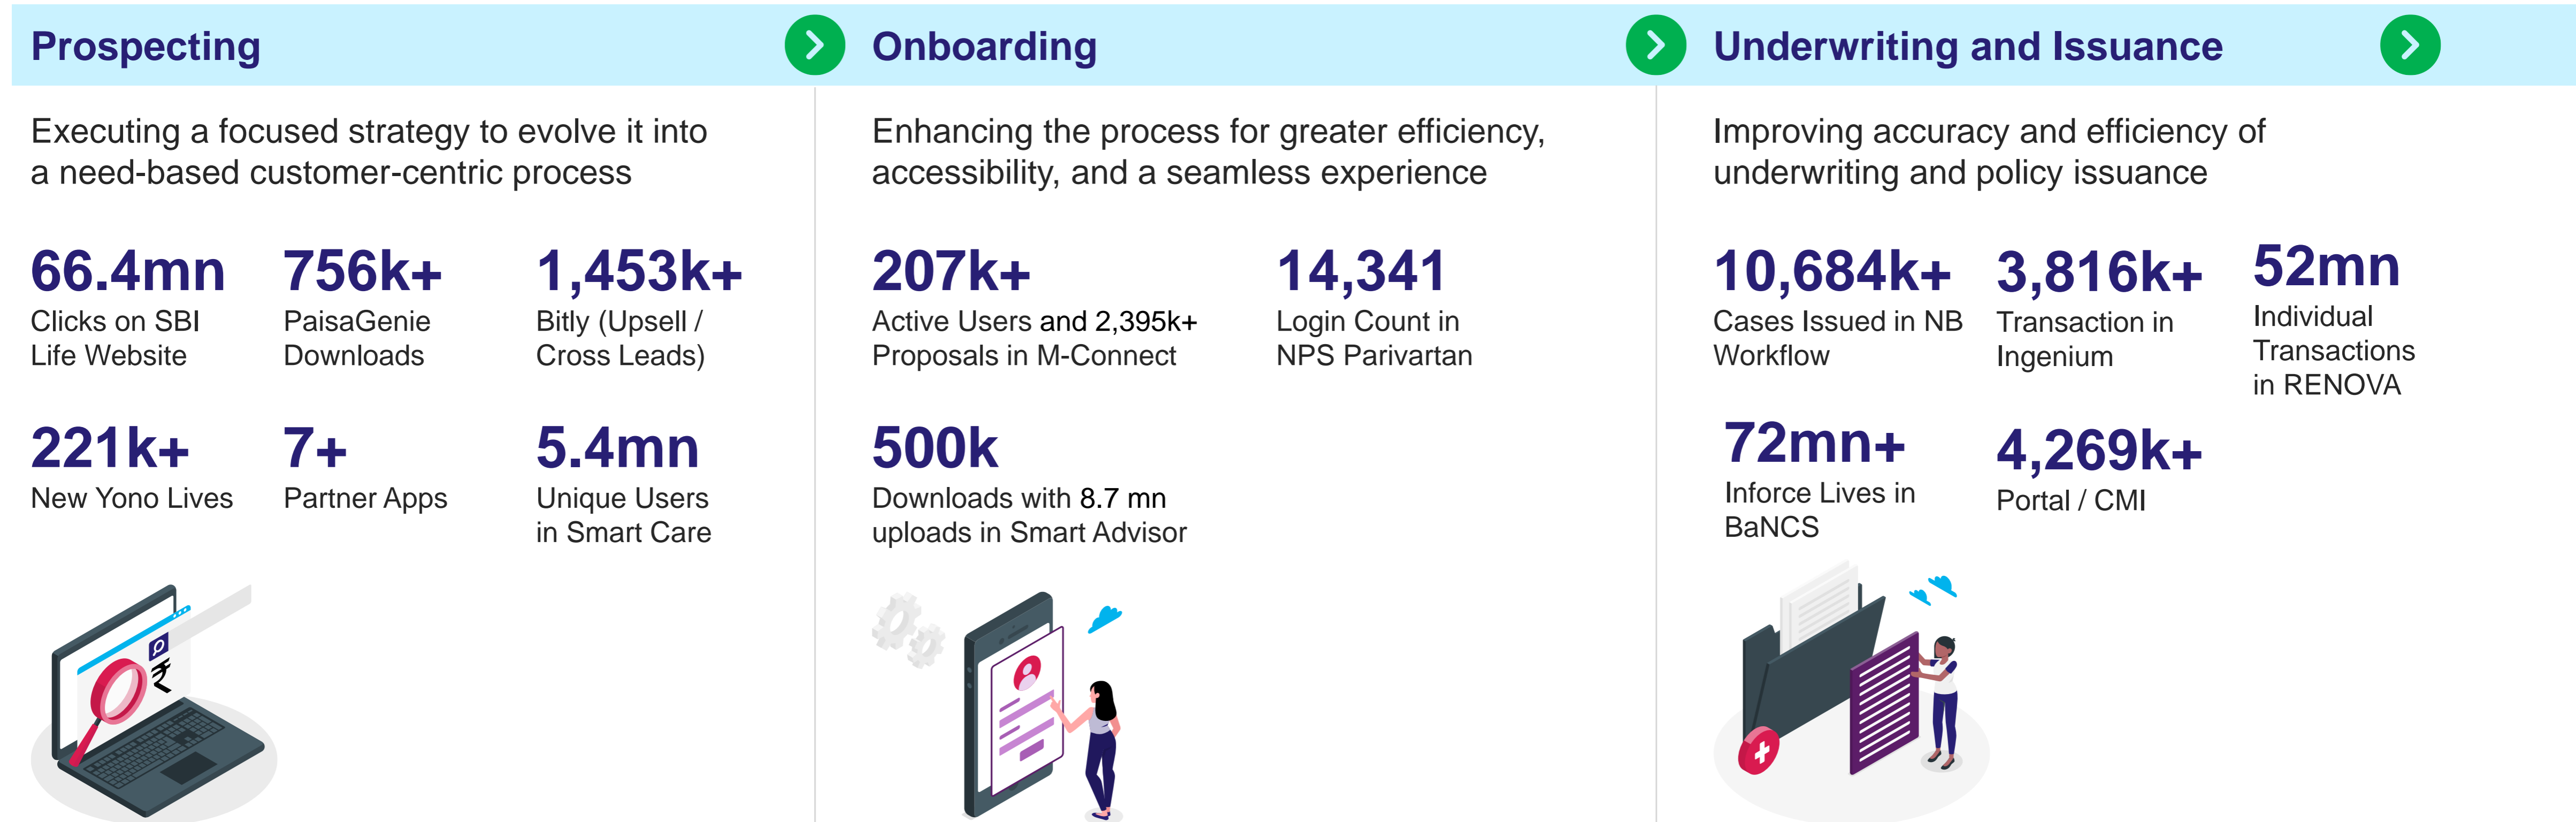 Prospecting
Executing a focused strategy to evolve it into
a need-based customer-centric process
66.4mn
Clicks on SBI
Life Website
756k+
PaisaGenie
Downloads
1,453k+
Bitly (Upsell /
Cross Leads)
221k+
New Yono Lives
7+
Partner Apps
5.4mn
Unique Users
in Smart Care
Onboarding
Enhancing the process for greater efficiency,
accessibility, and a seamless experience
207k+
Active Users and 2,395k+
Proposals in M-Connect
14,341
Login Count in
NPS Parivartan
500k
Downloads with 8.7 mn
uploads in Smart Advisor
Underwriting and Issuance
Improving accuracy and efficiency of
underwriting and policy issuance
10,684k+
Cases Issued in NB
Workflow
3,816k+
Transaction in
Ingenium
52mn
Individual
Transactions
in RENOVA
72mn+
Inforce Lives in
BaNCS
4,269k+
Portal / CMI
₹